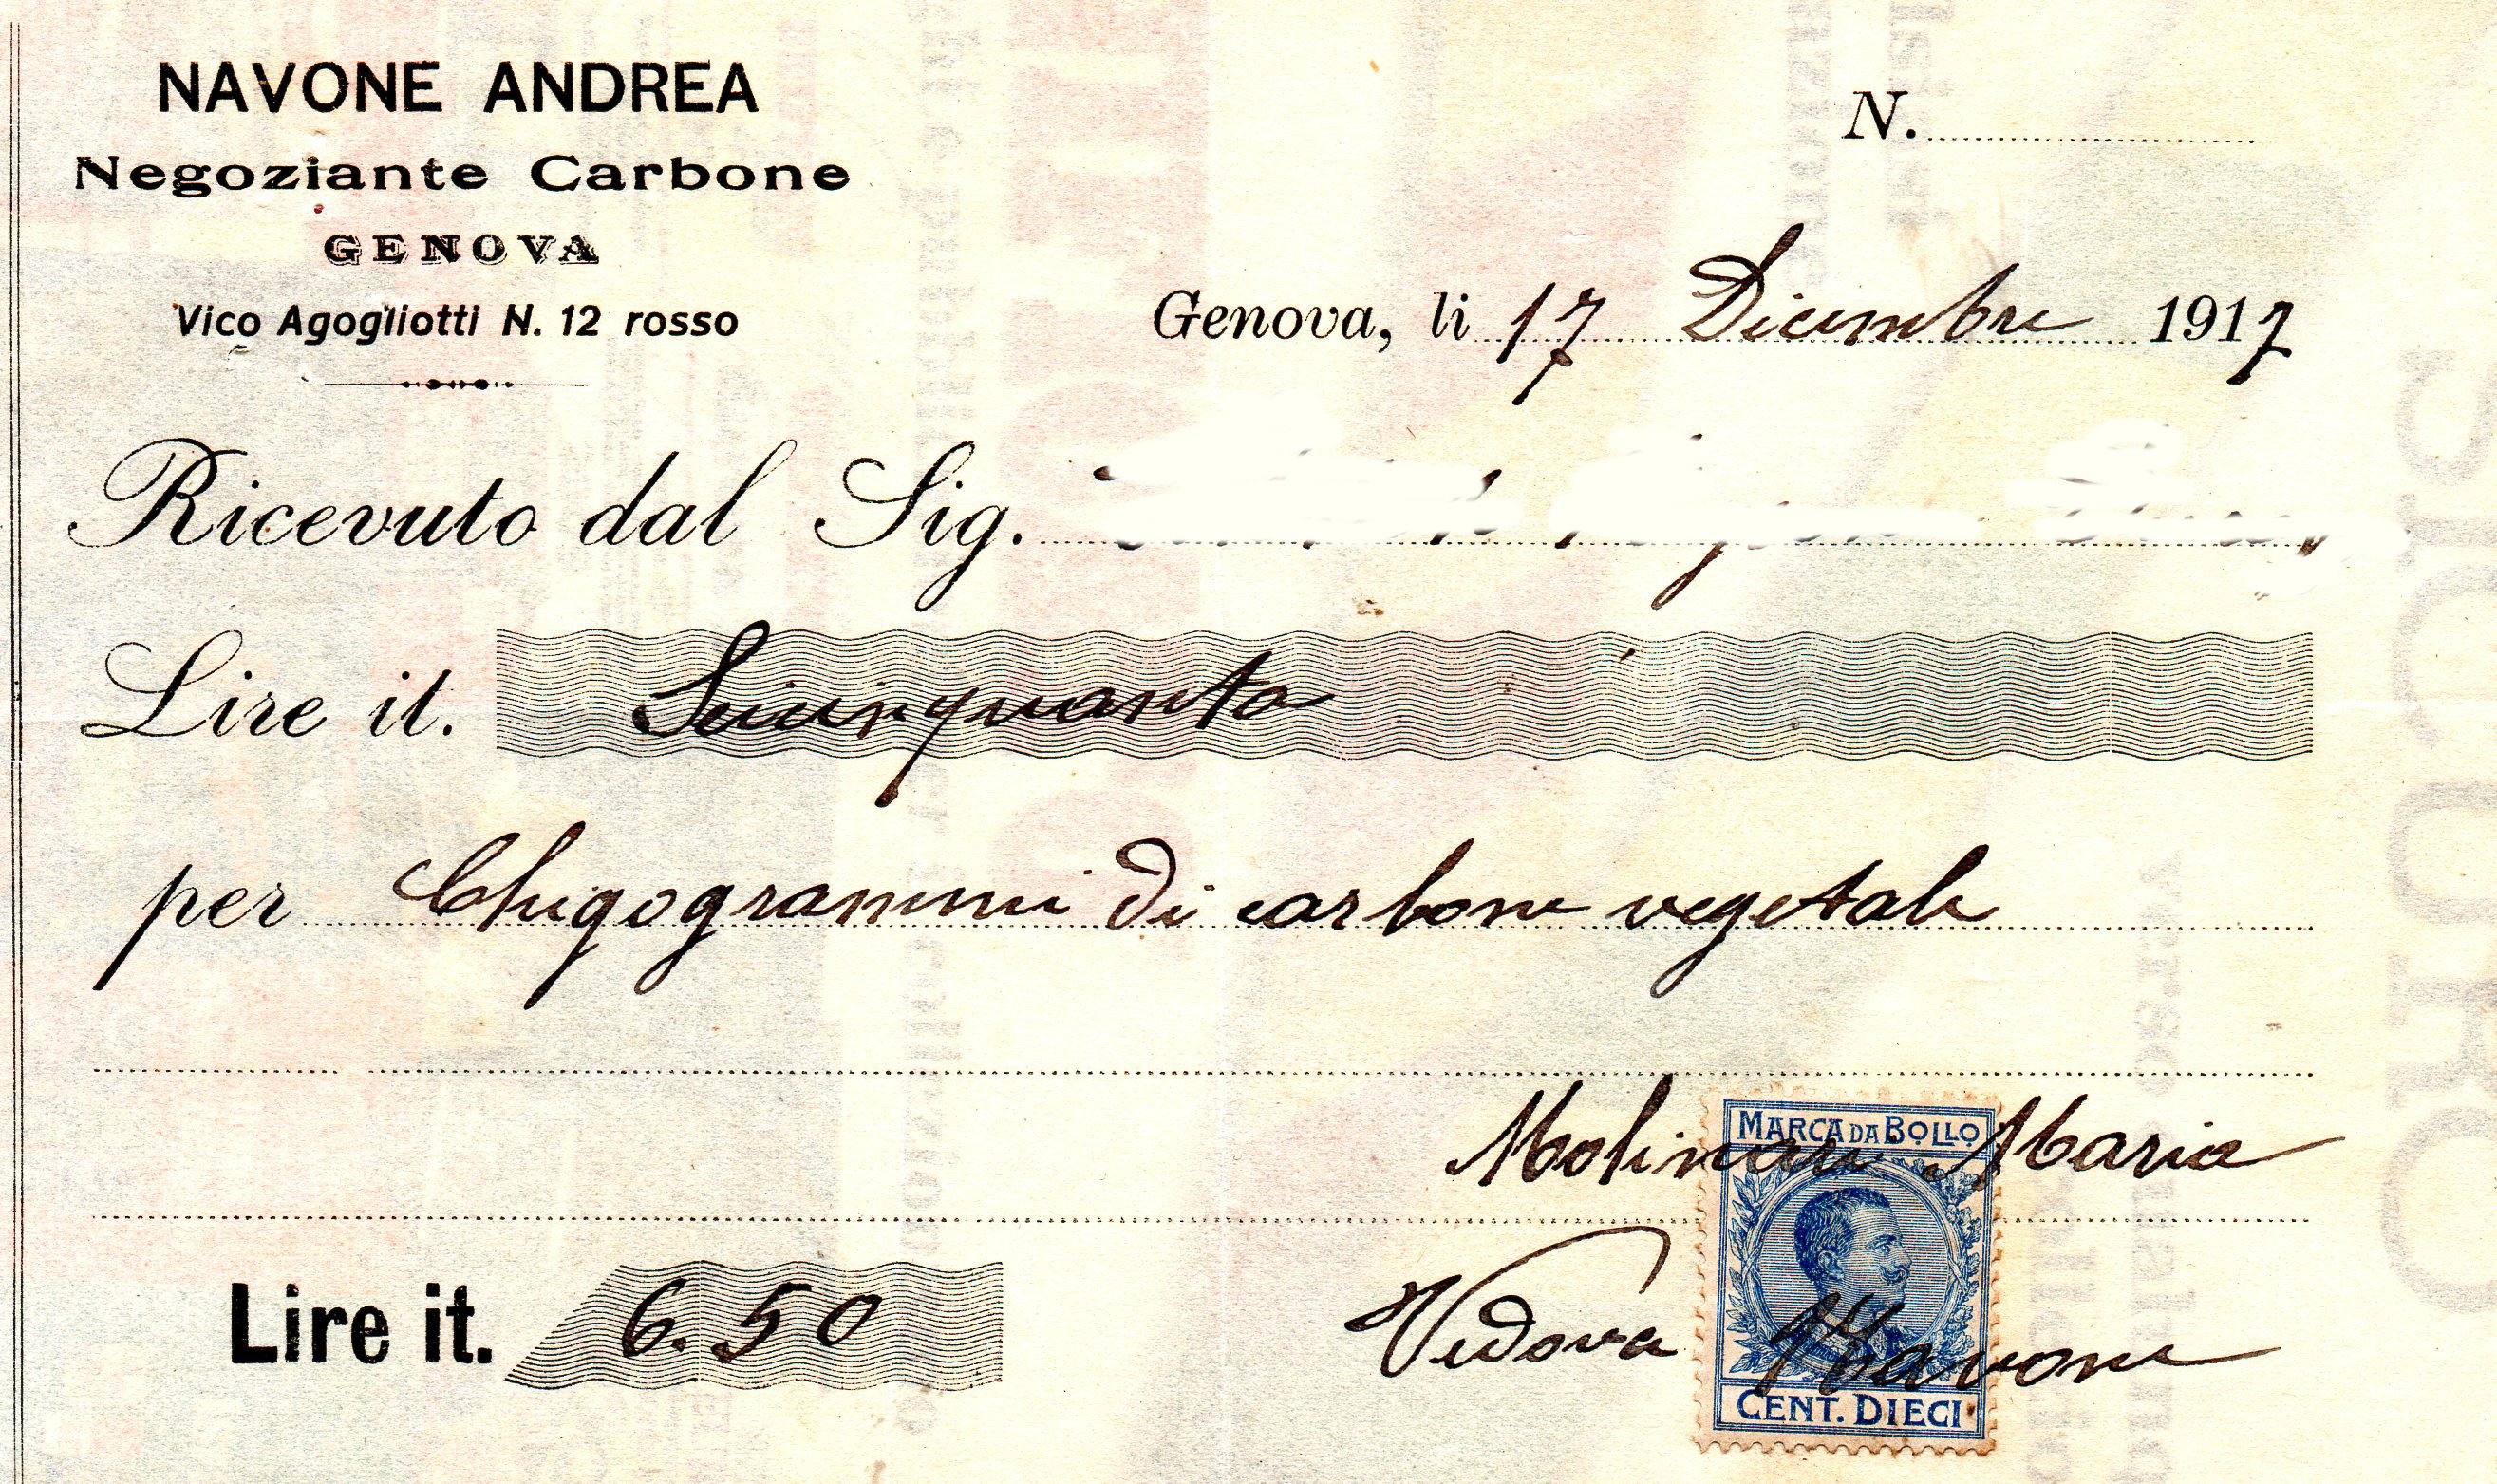 NAVONE ANDREA
Negoziante Carbone
GENOVA
Vico Agogliotti N. 12 rosso
N.
Genova, li 17 Dicembre 1917
Ricevuto dal Sig.
Lire it. Seicinquanta
per Chigogrammi di carbone vegetale
Molinari Maria
Vedova Navone
MARCA DA BOLLO
CENT. DIECI
Lire it. 6.50